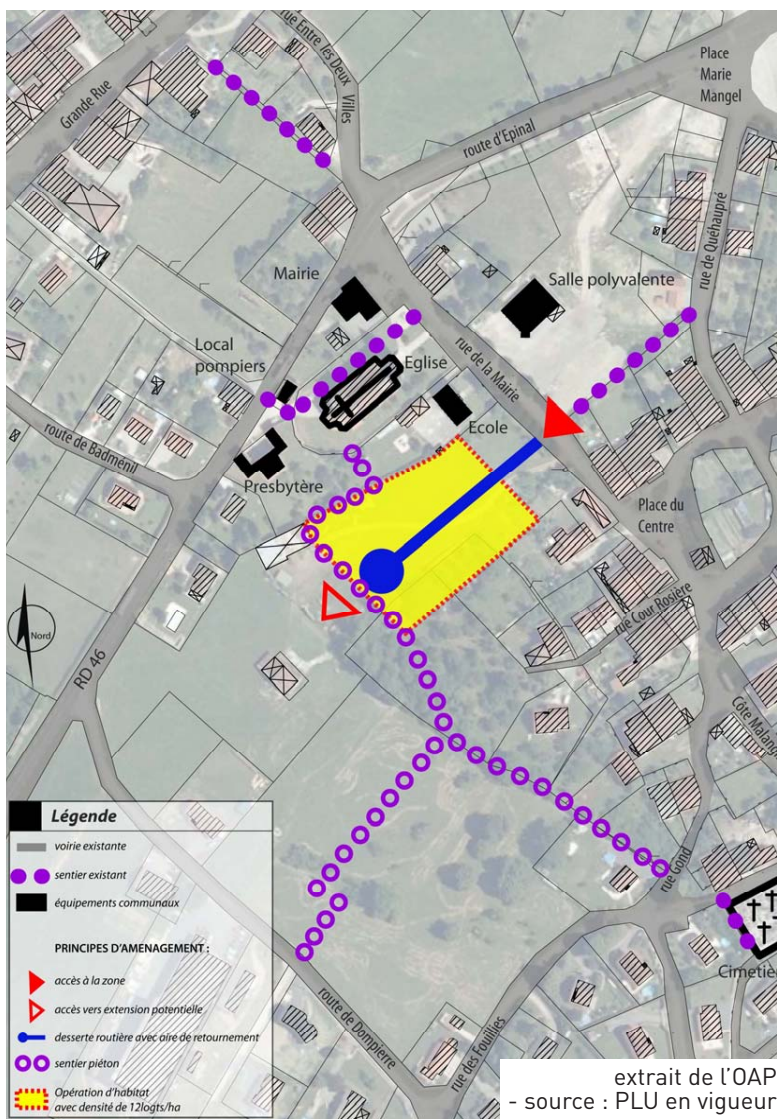 rue Entre les Deux
Villes
Grande Rue
Place
Marie
Mangel
route d'Epinal
rue de Quéhaupré
Mairie
Salle polyvalente
Local
pompiers
Eglise
rue de la Mairie
Ecole
route de Badménil
Presbytère
Place du
Centre
rue Cour Rosière
Nord
RD 46
rue Gond
Cimetiè
route de Dompierre
rue des Fouilles
Légende
voirie existante
sentier existant
équipements communaux
PRINCIPES D'AMENAGEMENT :
accès à la zone
accès vers extension potentielle
desserte routière avec aire de retournement
sentier piéton
Opération d'habitat
avec densité de 12logts/ha
extrait de l'OAP
- source : PLU en vigueur